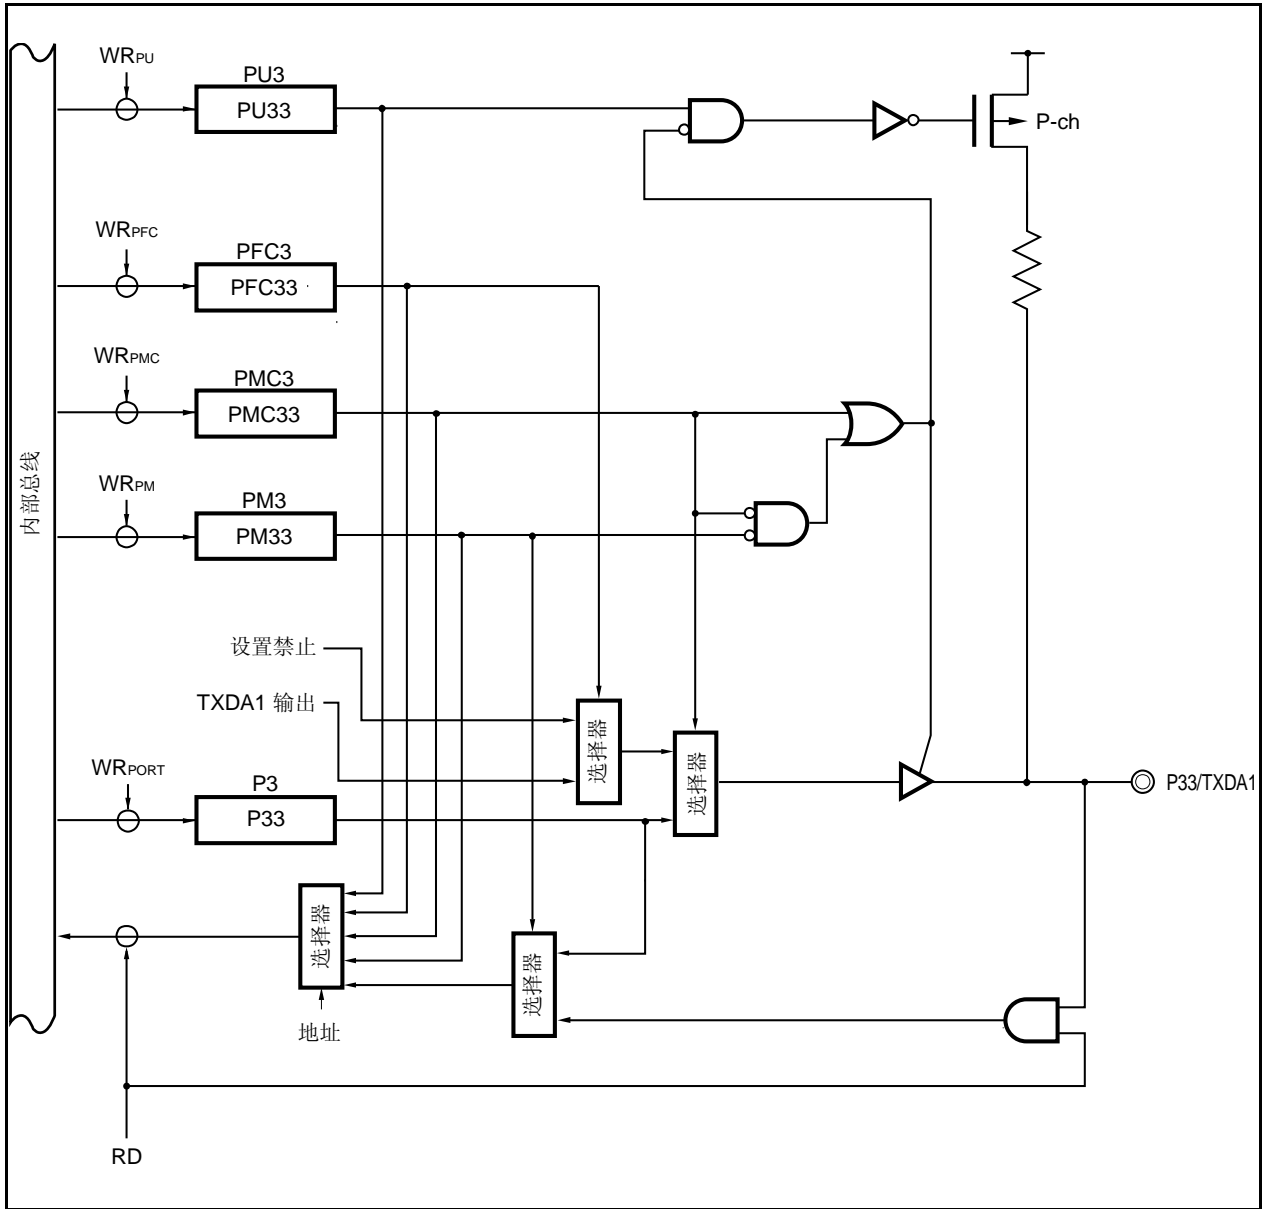 WRPU
PU3
PU33
P-ch
WRPFC
PFC3
PFC33
WRPMC
PMC3
PMC33
内部总线
WRPM
PM3
PM33
设置禁止
TXDA1 输出
选择器
选择器
WRPORT
P3
P33
P33/TXDA1
选择器
选择器
地址
RD